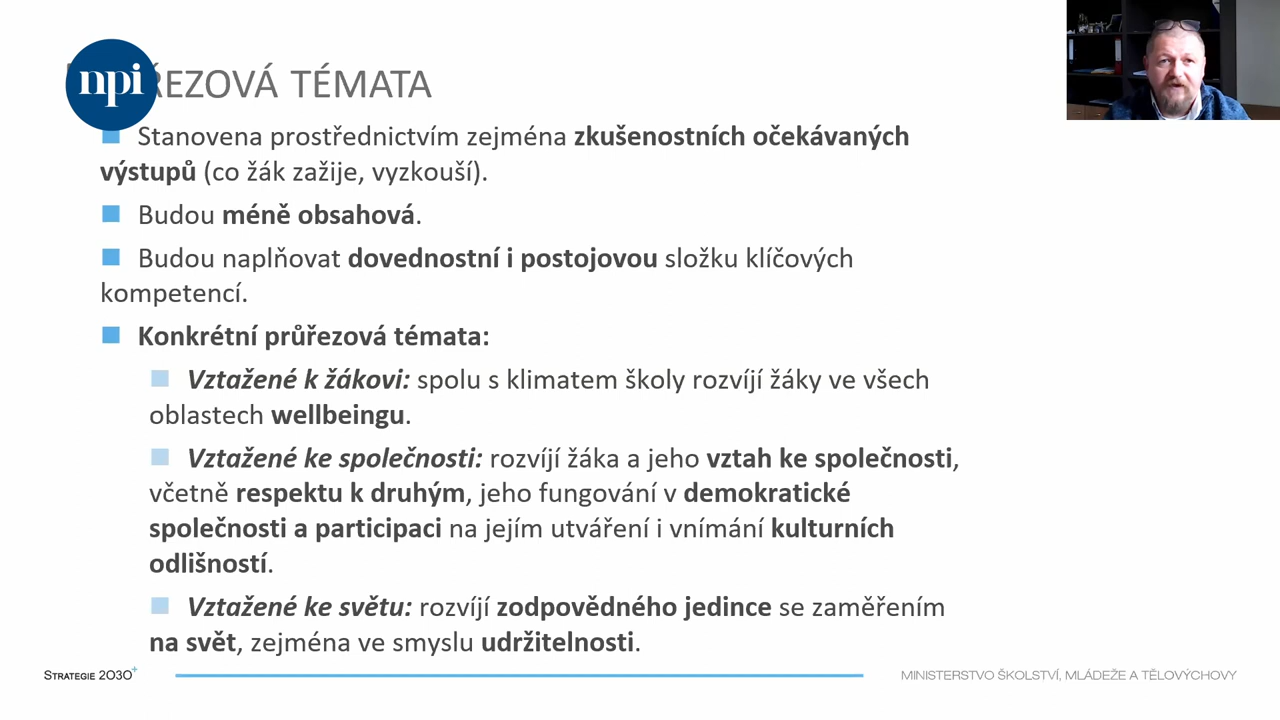 npi
ŘEZOVÁ TÉMATA
Stanovena prostřednictvím zejména zkušenostních očekávaných
výstupů (co žák zažije, vyzkouší).
Budou méně obsahová.
Budou naplňovat dovednostní i postojovou složku klíčových
kompetencí.
Konkrétní průřezová témata:
Vztažené k žákovi: spolu s klimatem školy rozvíjí žáky ve všech
oblastech wellbeingu.
Vztažené ke společnosti: rozvíjí žáka a jeho vztah ke společnosti,
včetně respektu k druhým, jeho fungování v demokratické
společnosti a participaci na jejím utváření i vnímání kulturních
odlišností.
Vztažené ke světu: rozvíjí zodpovědného jedince se zaměřením
na svět, zejména ve smyslu udržitelnosti.
STRATEGIE 2030+
MINISTERSTVO ŠKOLSTVÍ, MLÁDEŽE A TĚLOVÝCHOVY